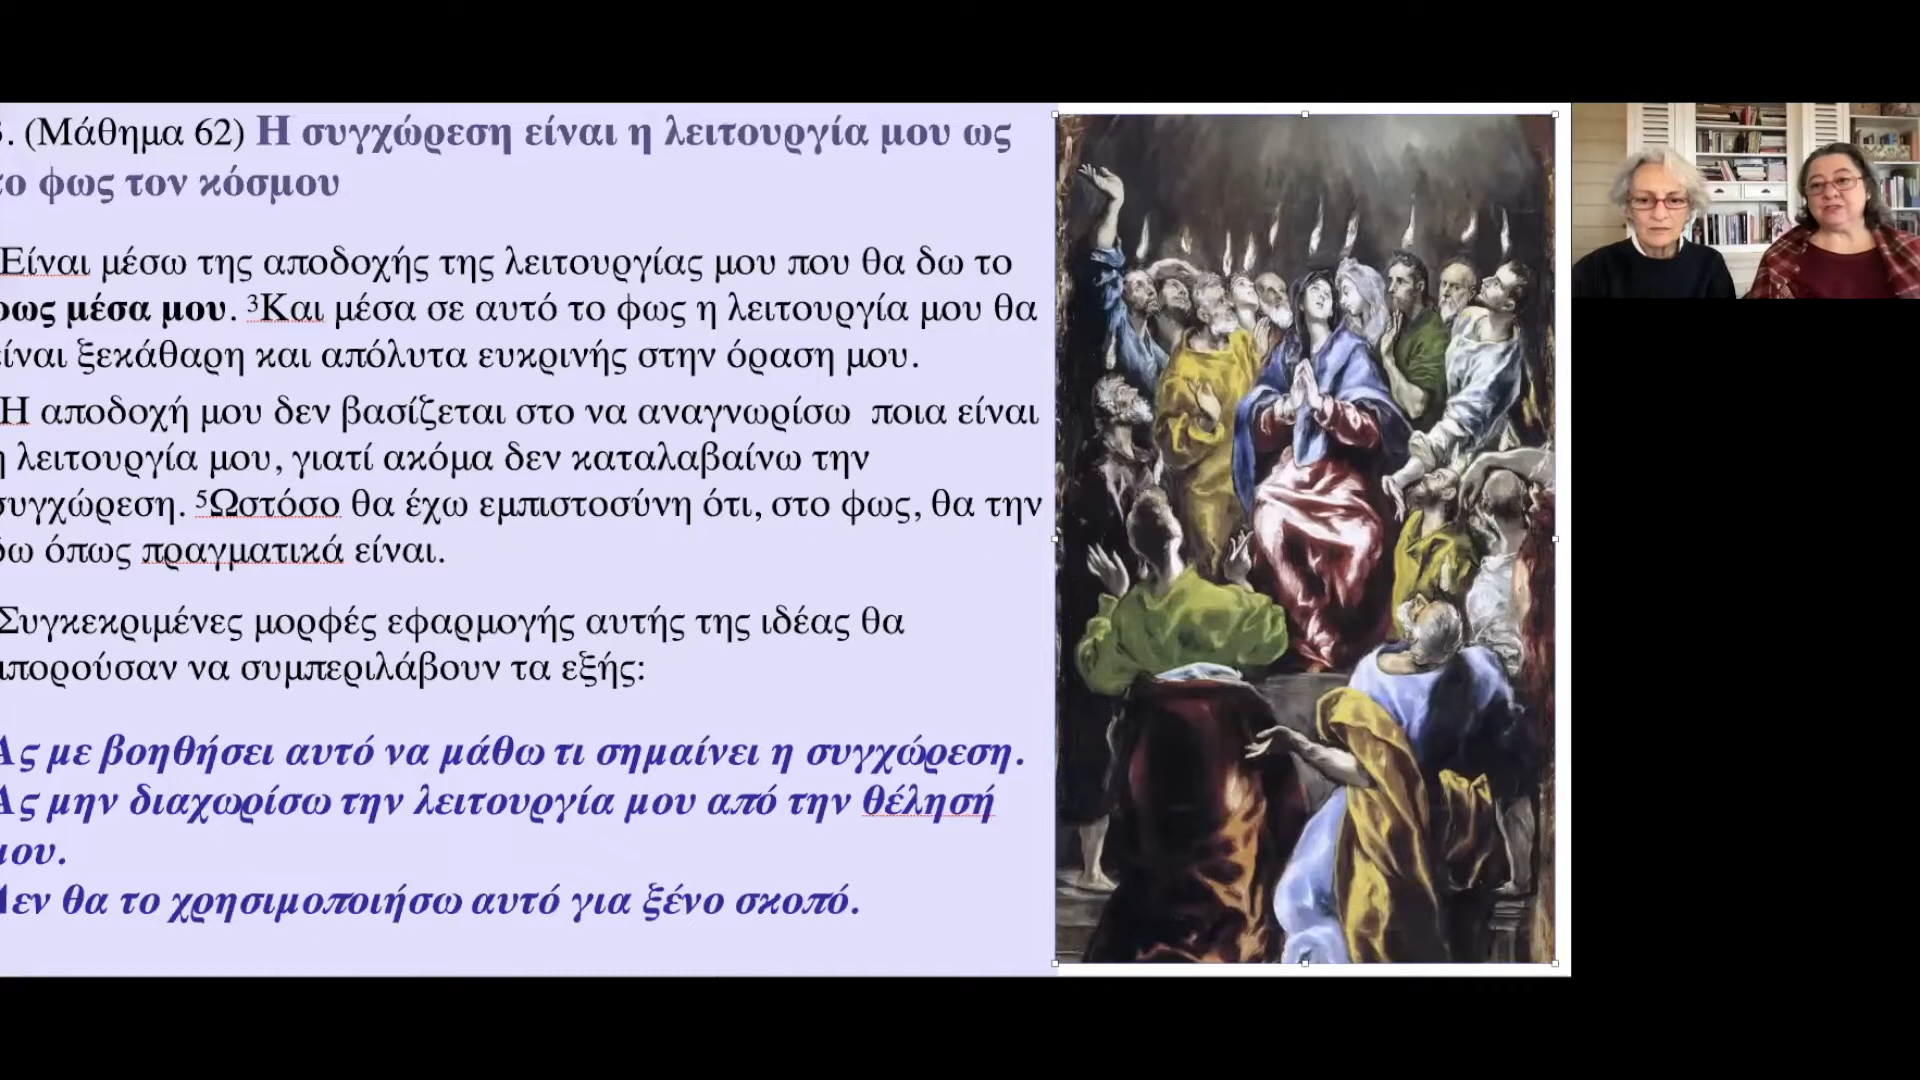 . (Μάθημα 62) Η συγχώρεση είναι η λειτουργία μου ως
το φως τον κόσμου
Είναι μέσω της αποδοχής της λειτουργίας μου που θα δω το
φως μέσα μου. ³Και μέσα σε αυτό το φως η λειτουργία μου θα
είναι ξεκάθαρη και απόλυτα ευκρινής στην όραση μου.
Η αποδοχή μου δεν βασίζεται στο να αναγνωρίσω ποια είναι
η λειτουργία μου, γιατί ακόμα δεν καταλαβαίνω την
συγχώρεση. ⁵Ωστόσο θα έχω εμπιστοσύνη ότι, στο φως, θα την
δω όπως πραγματικά είναι.
Συγκεκριμένες μορφές εφαρμογής αυτής της ιδέας θα
μπορούσαν να συμπεριλάβουν τα εξής:
Ας με βοηθήσει αυτό να μάθω τι σημαίνει η συγχώρεση.
Ας μην διαχωρίσω την λειτουργία μου από την θέλησή
μου.
Δεν θα το χρησιμοποιήσω αυτό για ξένο σκοπό.